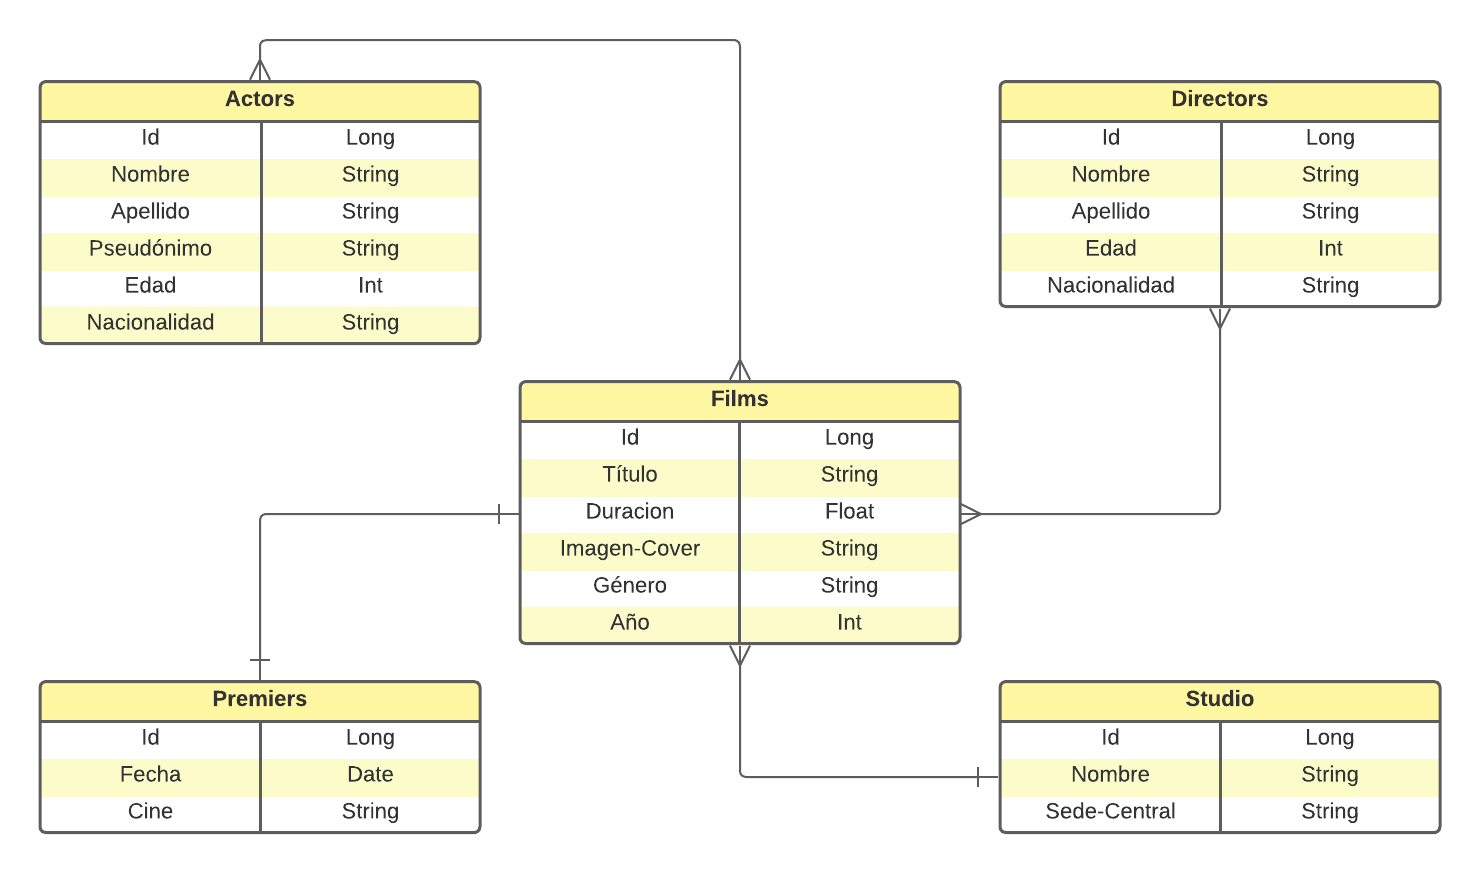 Actors
Id Long
Nombre String
Apellido String
Pseudónimo String
Edad Int
Nacionalidad String
Directors
Id Long
Nombre String
Apellido String
Edad Int
Nacionalidad String
Films
Id Long
Título String
Duracion Float
Imagen-Cover String
Género String
Año Int
Premiers
Id Long
Fecha Date
Cine String
Studio
Id Long
Nombre String
Sede-Central String